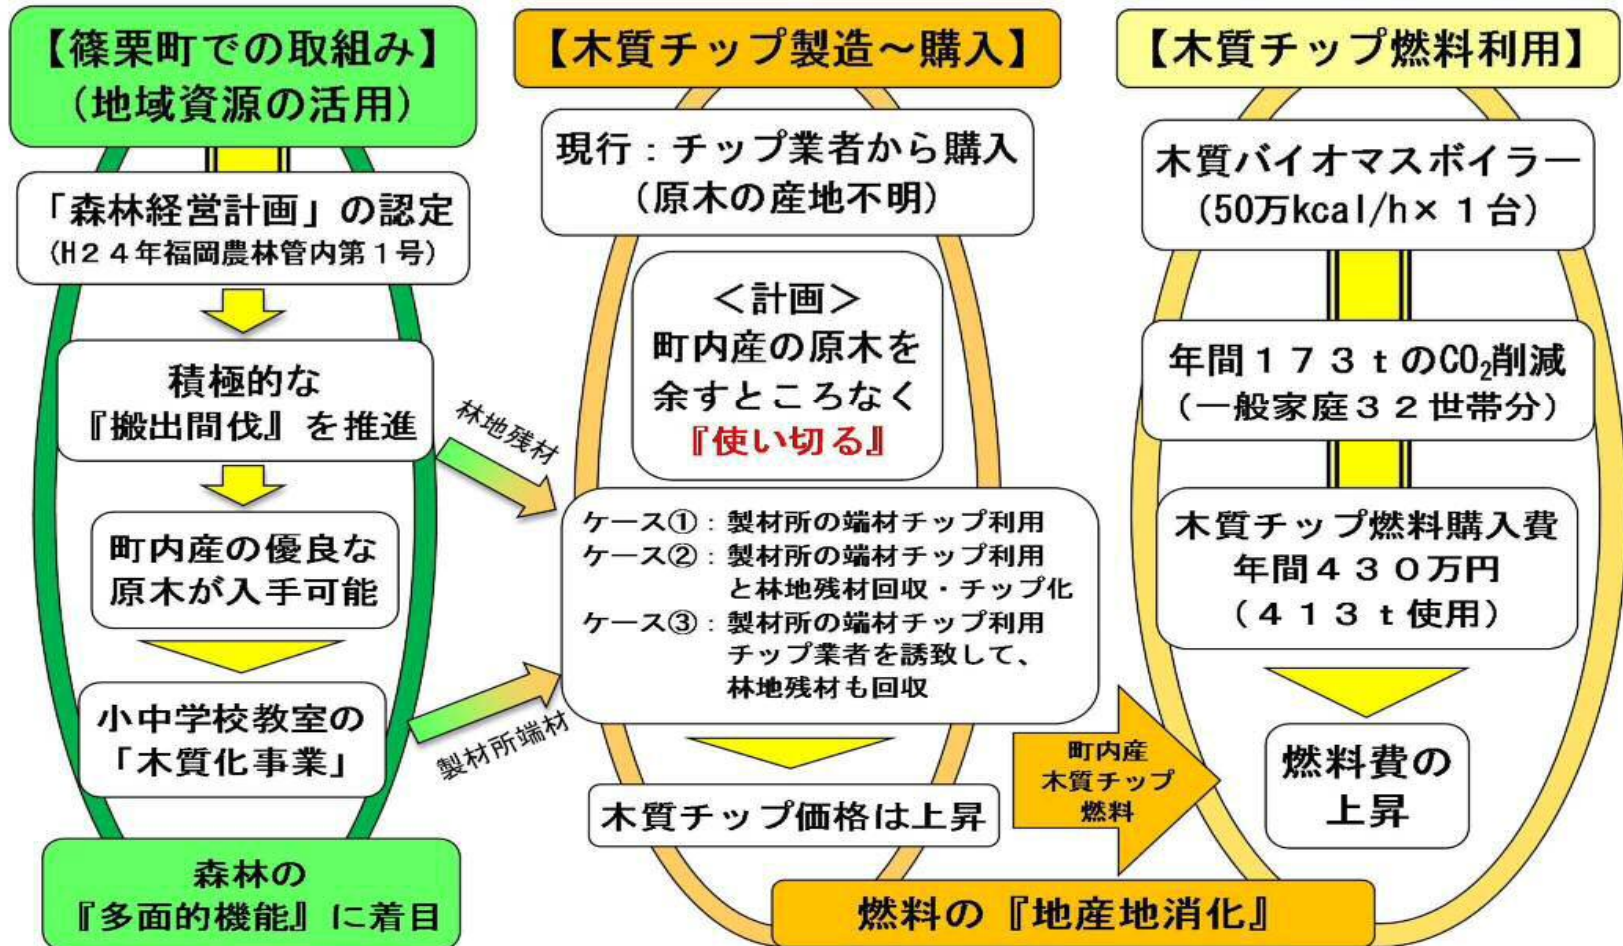 【篠栗町での取組み】
(地域資源の活用)
「森林経営計画」の認定
(H24年福岡農林管内第1号)
積極的な
『搬出間伐』を推進
町内産の優良な
原木が入手可能
小中学校教室の
「木質化事業」
森林の
『多面的機能』に着目
林地残材
製材所端材
【木質チップ製造~購入】
現行：チップ業者から購入
(原木の産地不明)
＜計画＞
町内産の原木を
余すところなく
『使い切る』
ケース①：製材所の端材チップ利用
ケース②：製材所の端材チップ利用
と林地残材回収・チップ化
ケース③：製材所の端材チップ利用
チップ業者を誘致して、
林地残材も回収
木質チップ価格は上昇
町内産
木質チップ
燃料
【木質チップ燃料利用】
木質バイオマスボイラー
(50万kcal/h×1台)
年間173tのCO₂削減
(一般家庭32世帯分)
木質チップ燃料購入費
年間430万円
(413t使用)
燃料費の
上昇
燃料の『地産地消化』